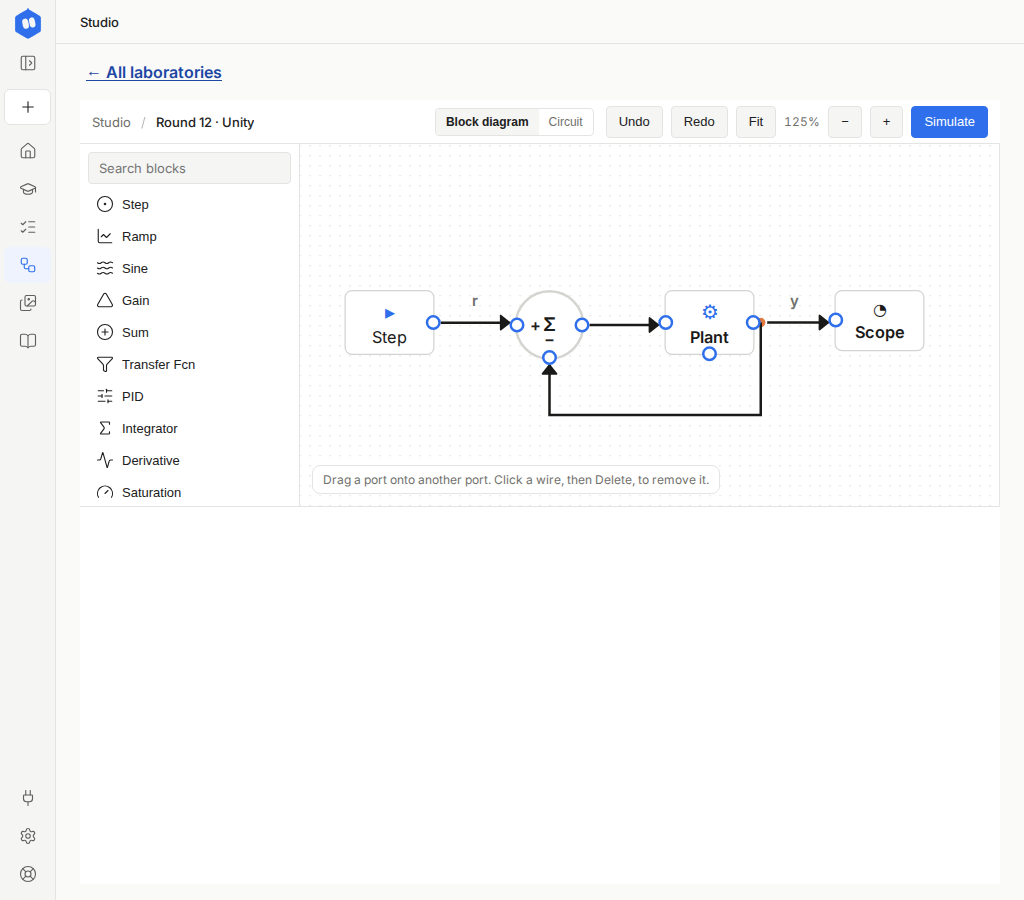 Studio
← All laboratories
Studio / Round 12 · Unity
Block diagram Circuit Undo Redo Fit 125% − + Simulate
Search blocks
Step
Ramp
Sine
Gain
Sum
Transfer Fcn
PID
Integrator
Derivative
Saturation
r
y
Step
+ Σ
−
Plant
Scope
Drag a port onto another port. Click a wire, then Delete, to remove it.